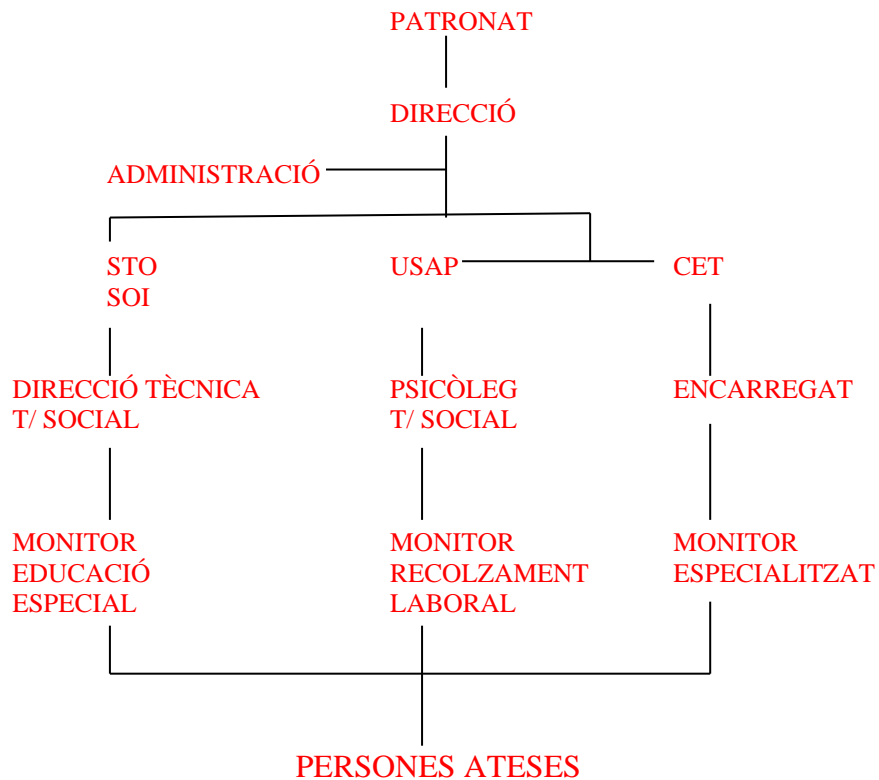 PATRONAT
DIRECCIÓ
ADMINISTRACIÓ
STO
SOI
USAP
CET
DIRECCIÓ TÈCNICA
T/ SOCIAL
PSICÒLEG
T/ SOCIAL
ENCARREGAT
MONITOR
EDUCACIÓ
ESPECIAL
MONITOR
RECOLZAMENT
LABORAL
MONITOR
ESPECIALITZAT
PERSONES ATESES